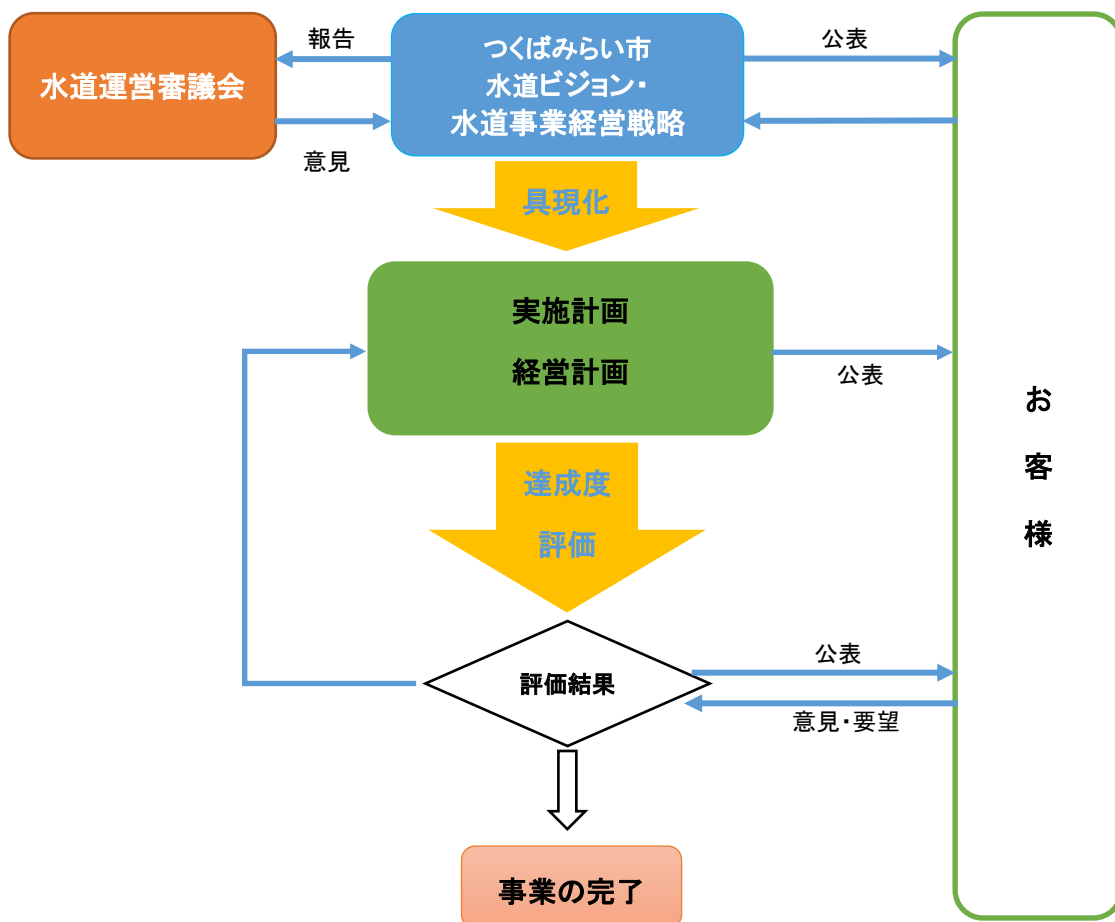 報告
公表
水道運営審議会
つくばみらい市
水道ビジョン・
水道事業経営戦略
意見
具現化
実施計画
経営計画
公表
お
客
様
達成度
評価
評価結果
公表
意見・要望
事業の完了